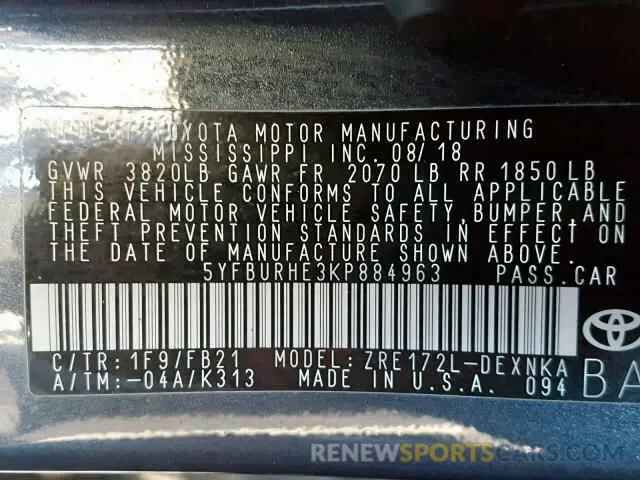 TOYOTA MOTOR MANUFACTURING
MISSISSIPPI INC. 08/18
GVWR 3820LB GAWR FR 2070 LB RR 1850 LB
THIS VEHICLE CONFORMS TO ALL APPLICABLE
FEDERAL MOTOR VEHICLE SAFETY, BUMPER, AND
THEFT PREVENTION STANDARDS IN EFFECT ON
THE DATE OF MANUFACTURE SHOWN ABOVE.
5YFBURHE3KP884963 PASS.CAR
C/TR: 1F9/FB21 MODEL: ZRE172L-DEXNKA
A/TM: -04A/K313 MADE IN U.S.A. 094 BA
RENEWSPORTSCARS.COM